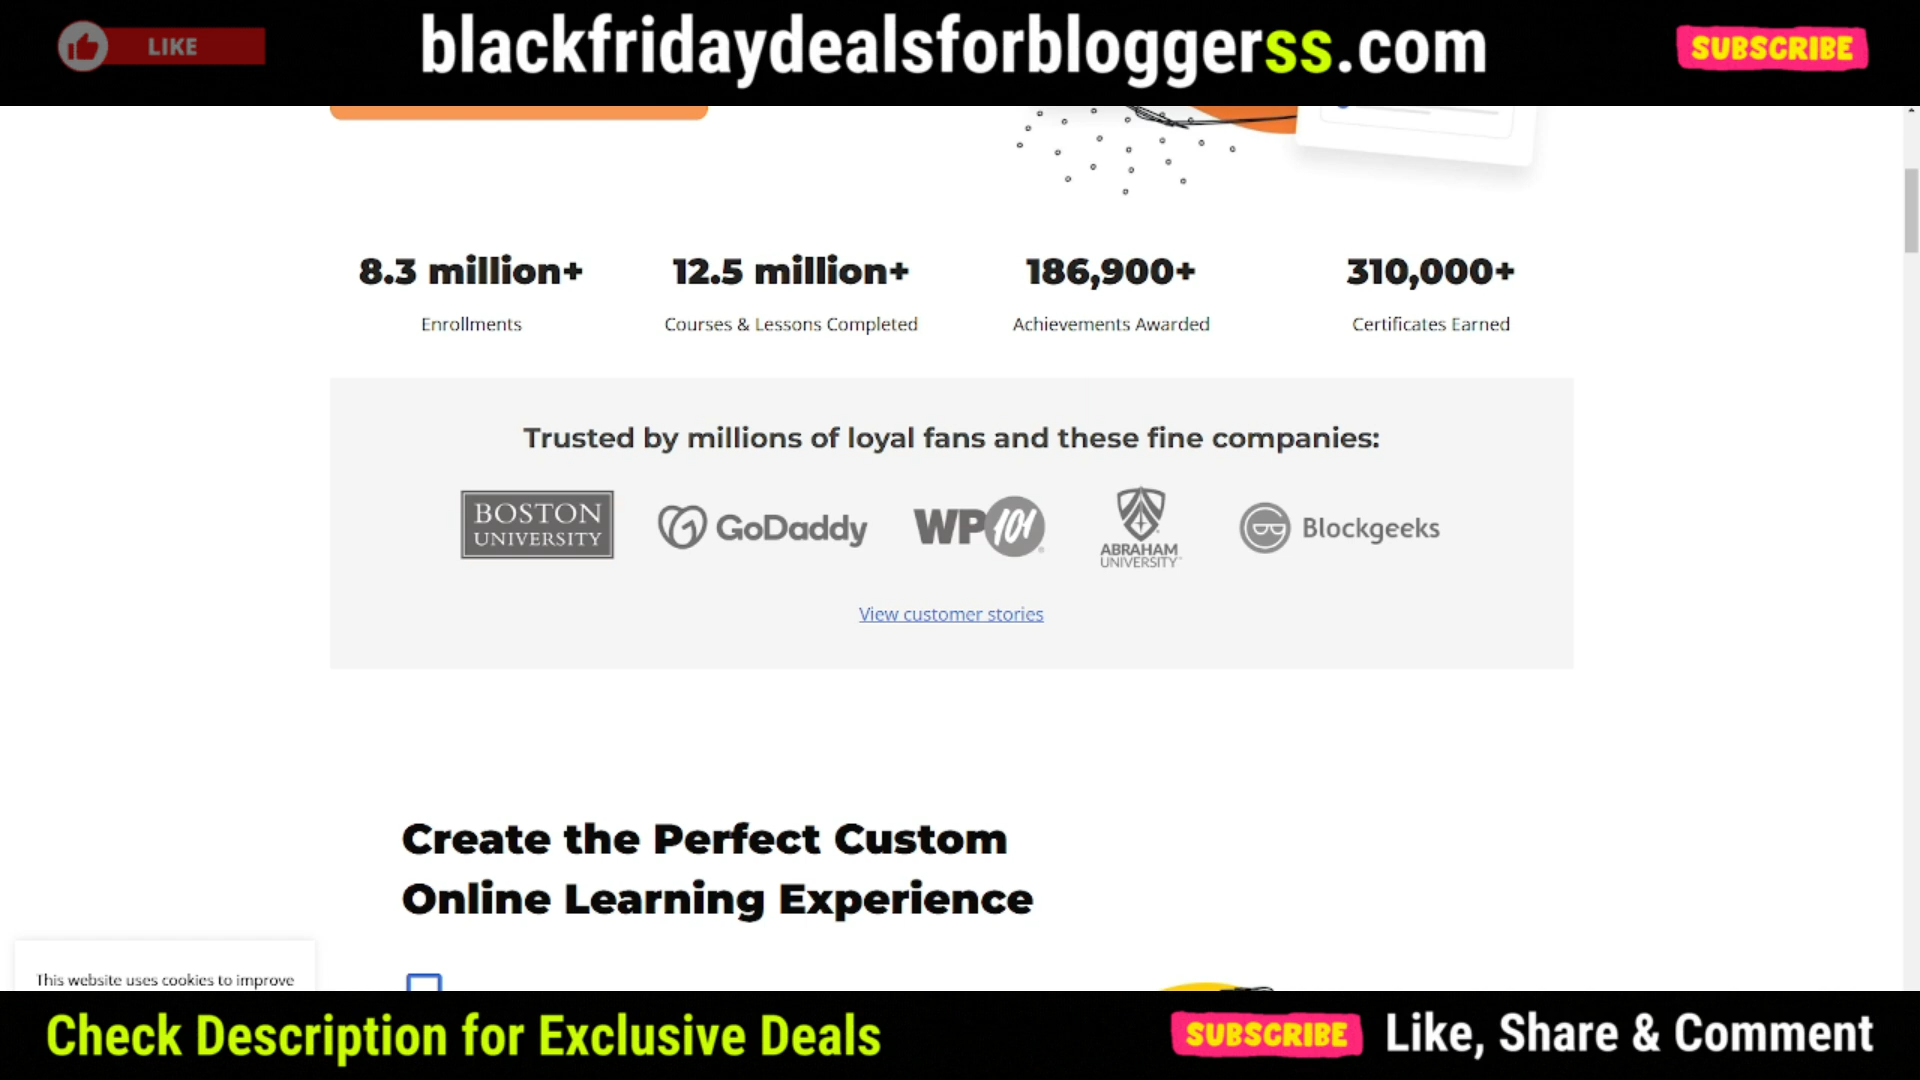 LIKE
blackfridaydealsforbloggerss.com
SUBSCRIBE
8.3 million+
Enrollments
12.5 million+
Courses & Lessons Completed
186,900+
Achievements Awarded
310,000+
Certificates Earned
Trusted by millions of loyal fans and these fine companies:
BOSTON
UNIVERSITY
GoDaddy
WP101
ABRAHAM
UNIVERSITY
Blockgeeks
View customer stories
Create the Perfect Custom
Online Learning Experience
This website uses cookies to improve
Check Description for Exclusive Deals
SUBSCRIBE
Like, Share & Comment